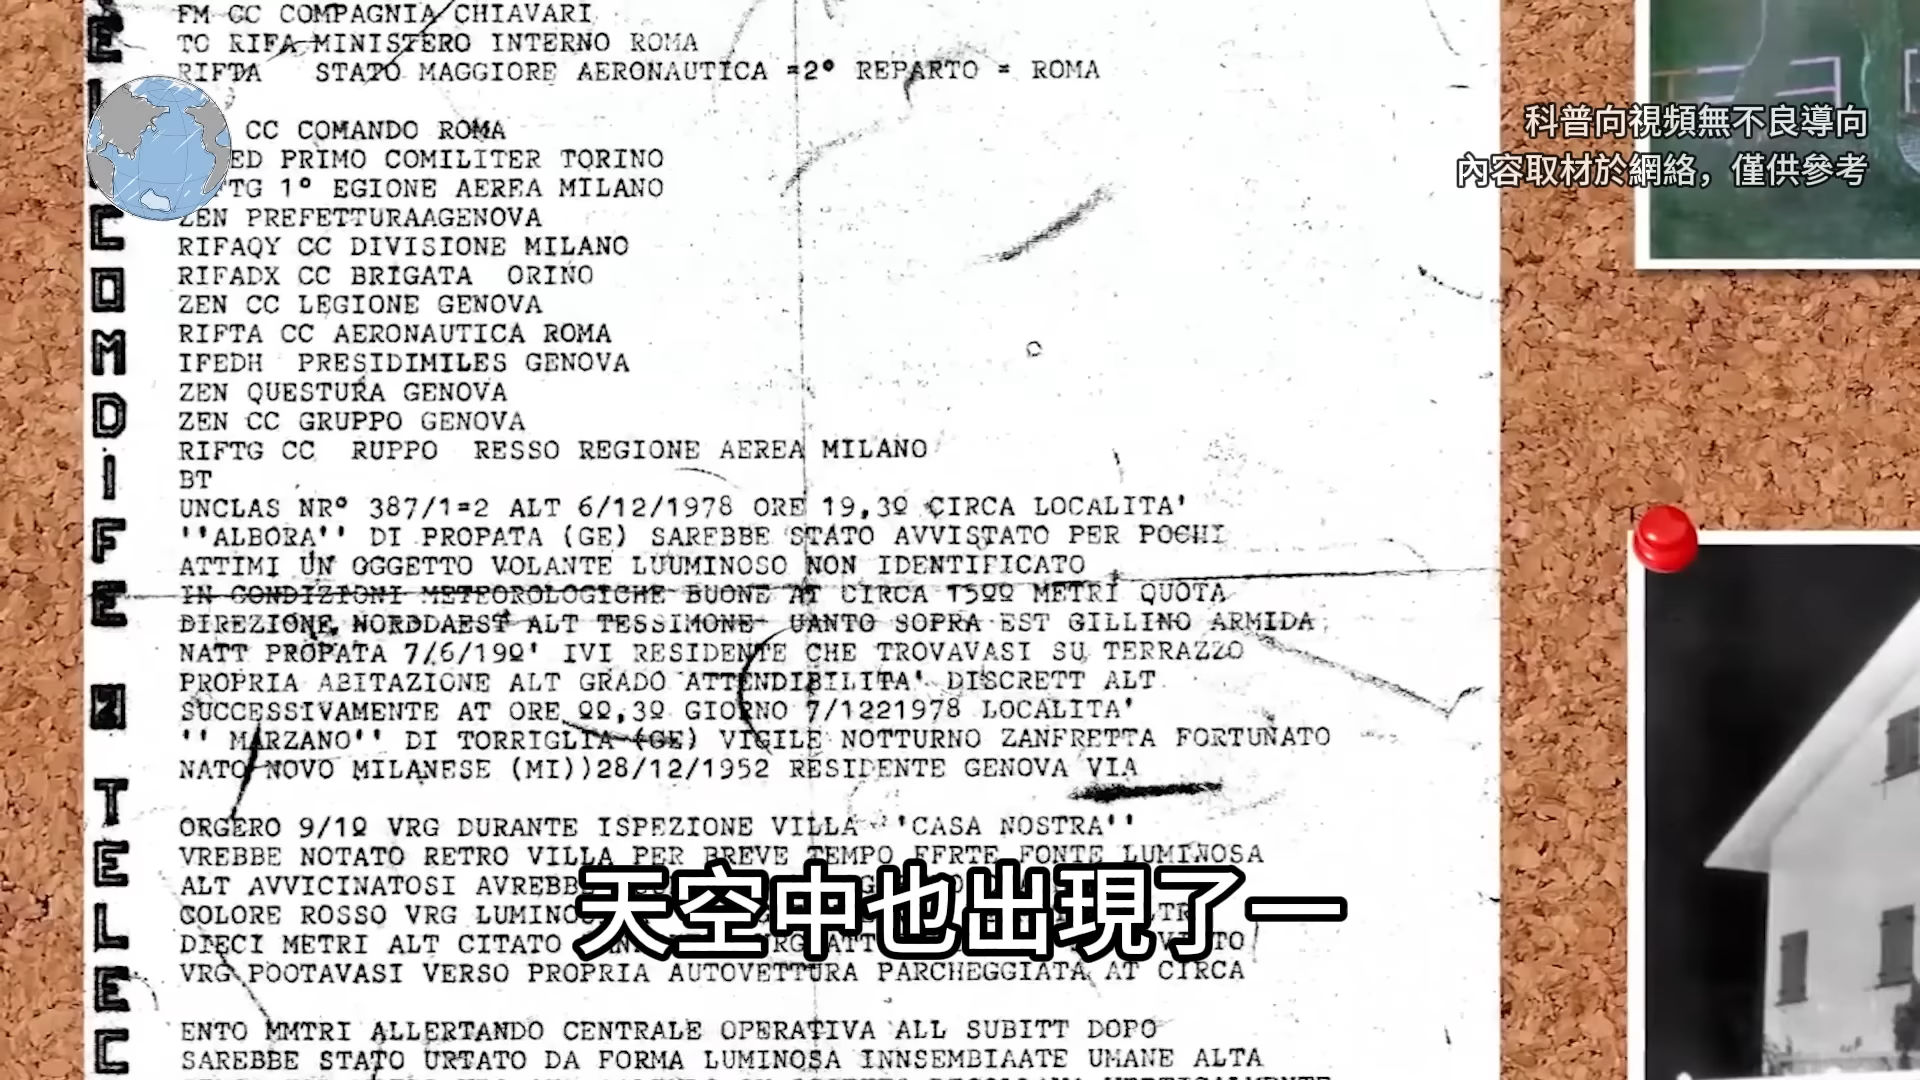 FM CC COMPAGNIA CHIAVARI
TO RIFA MINISTERO INTERNO ROMA
RIFTA STATO MAGGIORE AERONAUTICA =2° REPARTO = ROMA
CC COMANDO ROMA
ED PRIMO COMILITER TORINO
FTG 1° EGIONE AEREA MILANO
ZEN PREFETTURAAGENOVA
RIFAQY CC DIVISIONE MILANO
RIFADX CC BRIGATA ORINO
ZEN CC LEGIONE GENOVA
RIFTA CC AERONAUTICA ROMA
IFEDH PRESIDIMILES GENOVA
ZEN QUESTURA GENOVA
ZEN CC GRUPPO GENOVA
RIFTG CC RUPPO RESSO REGIONE AEREA MILANO
BT
UNCLAS NR° 387/1=2 ALT 6/12/1978 ORE 19,30 CIRCA LOCALITA'
''ALBORA'' DI PROPATA (GE) SAREBBE STATO AVVISTATO PER POCHI
ATTIMI UN OGGETTO VOLANTE LUUMINOSO NON IDENTIFICATO
IN CONDIZIONI METEOROLOGICHE BUONE AT CIRCA 1500 METRI QUOTA
DIREZIONE NORDDAEST ALT TESSIMONE UANTO SOPRA EST GILLINO ARMIDA
NATT PROPATA 7/6/190' IVI RESIDENTE CHE TROVAVASI SU TERRAZZO
PROPRIA ABITAZIONE ALT GRADO ATTENDIBILITA' DISCRETT ALT
SUCCESSIVAMENTE AT ORE 00,30 GIORNO 7/1221978 LOCALITA'
'' MARZANO'' DI TORRIGLIA (GE) VIGILE NOTTURNO ZANFRETTA FORTUNATO
NATO NOVO MILANESE (MI))28/12/1952 RESIDENTE GENOVA VIA
ORGERO 9/10 VRG DURANTE ISPEZIONE VILLA ''CASA NOSTRA''
VREBBE NOTATO RETRO VILLA PER BREVE TEMPO FFRTE FONTE LUMINOSA
ALT AVVICINATOSI
COLORE ROSSO VRG
DIECI METRI ALT CITATO
VRG POOTAVASI VERSO PROPRIA AUTOVETTURA PARCHEGGIATA AT CIRCA
ENTO MMTRI ALLERTANDO CENTRALE OPERATIVA ALL SUBITT DOPO
SAREBBE STATO URTATO DA FORMA LUMINOSA INNSEMBIAATE UMANE ALTA
ELECOMDIFE
TELEC
科普向視頻無不良導向
內容取材於網絡，僅供參考
天空中也出現了一